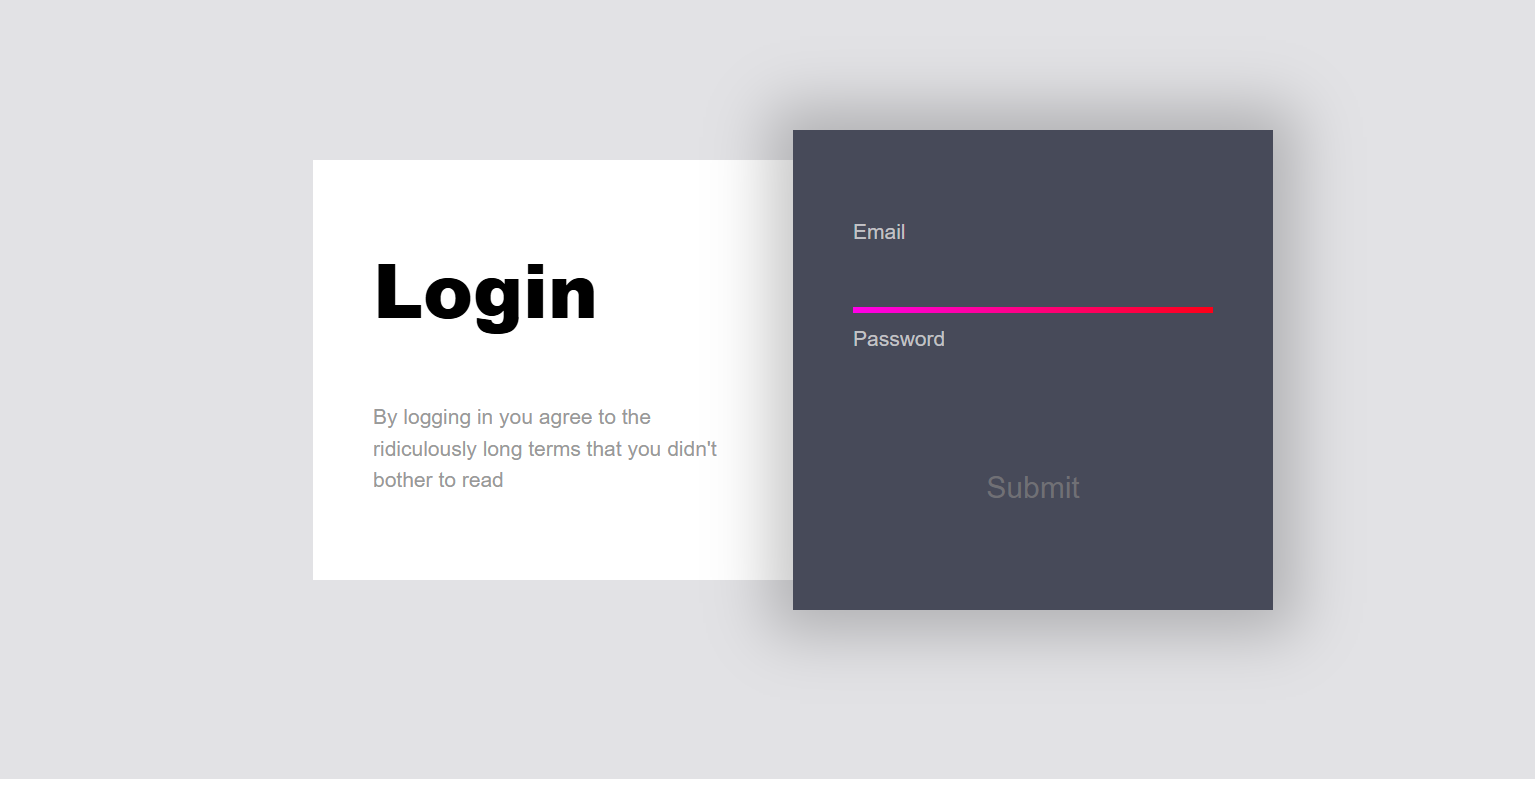 Login
By logging in you agree to the
ridiculously long terms that you didn't
bother to read
Email
Password
Submit